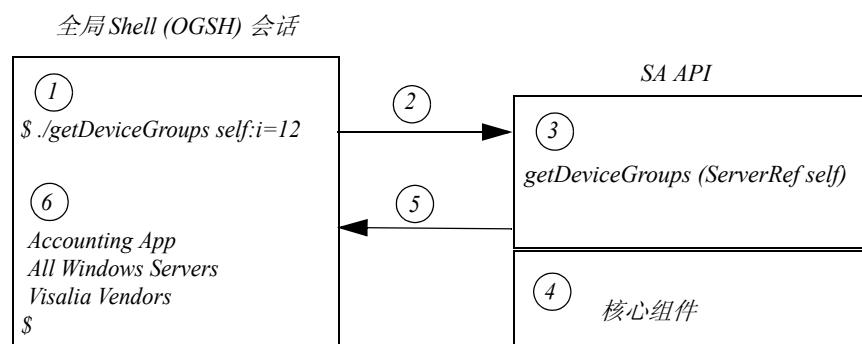 全局 Shell (OGSH) 会话
1
$ ./getDeviceGroups self:i=12
6
Accounting App
All Windows Servers
Visalia Vendors
$
2
5
SA API
3
getDeviceGroups (ServerRef self)
4
核心组件